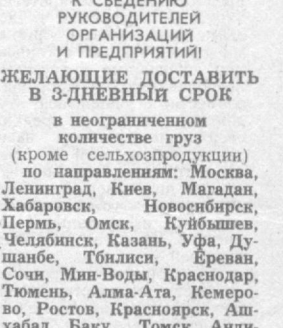 К СВЕДЕНИЮ
РУКОВОДИТЕЛЕЙ
ОРГАНИЗАЦИЙ
И ПРЕДПРИЯТИЙ!
ЖЕЛАЮЩИЕ ДОСТАВИТЬ
В 3-ДНЕВНЫЙ СРОК
в неограниченном
количестве груз
(кроме сельхозпродукции)
по направлениям: Москва,
Ленинград, Киев, Магадан,
Хабаровск, Новосибирск,
Пермь, Омск, Куйбышев,
Челябинск, Казань, Уфа, Ду-
шанбе, Тбилиси, Ереван,
Сочи, Мин-Воды, Краснодар,
Тюмень, Алма-Ата, Кемеро-
во, Ростов, Красноярск, Аш-
хабад, Баку, Томск,